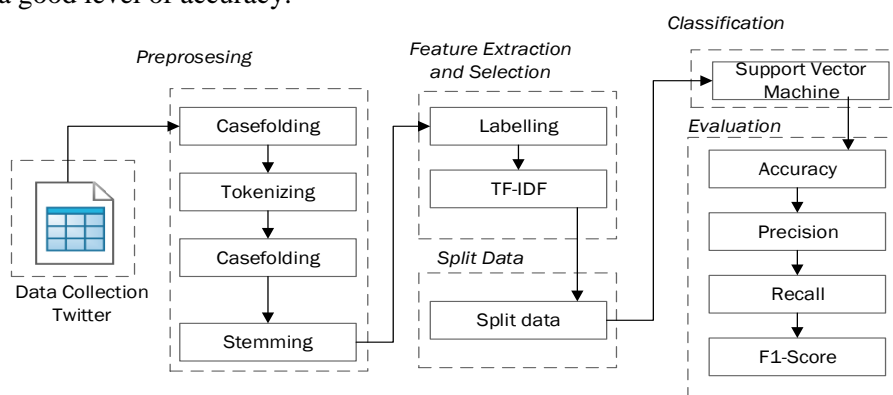 a good level of accuracy.
Preprosesing
Casefolding
Tokenizing
Casefolding
Stemming
Data Collection
Twitter
Feature Extraction
and Selection
Labelling
TF-IDF
Split Data
Split data
Classification
Support Vector
Machine
Evaluation
Accuracy
Precision
Recall
F1-Score